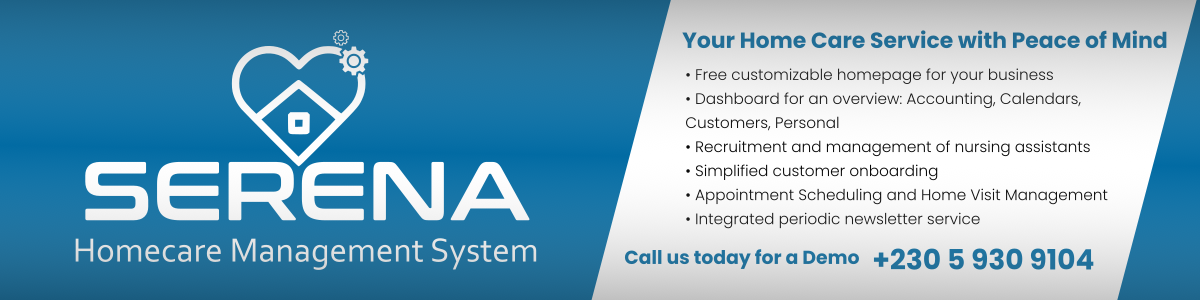 SERENA
Homecare Management System
Your Home Care Service with Peace of Mind
• Free customizable homepage for your business
• Dashboard for an overview: Accounting, Calendars,
Customers, Personal
• Recruitment and management of nursing assistants
• Simplified customer onboarding
• Appointment Scheduling and Home Visit Management
• Integrated periodic newsletter service
Call us today for a Demo +230 5 930 9104